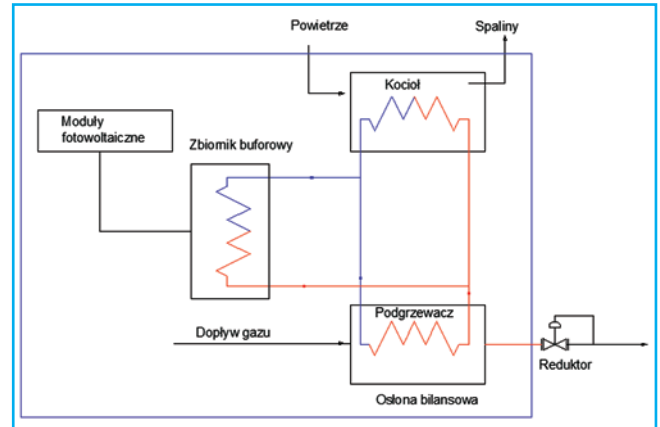 Powietrze
Spaliny
Kocioł
Moduły
fotowoltaiczne
Zbiornik buforowy
Podgrzewacz
Dopływ gazu
Reduktor
Osłona bilansowa